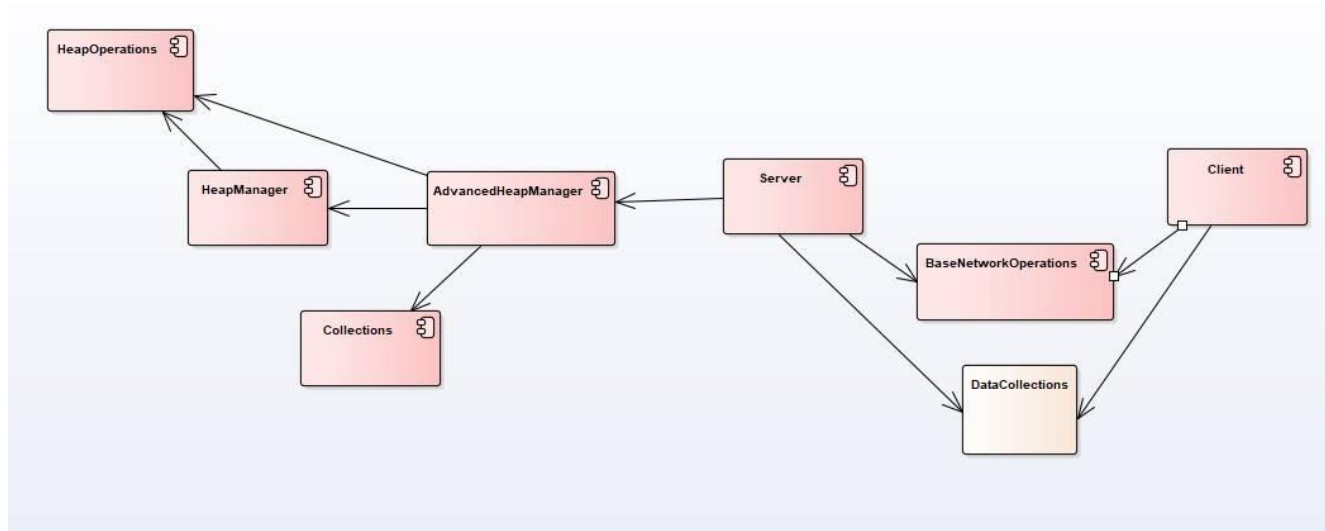 HeapOperations
HeapManager
AdvancedHeapManager
Server
Client
BaseNetworkOperations
Collections
DataCollections